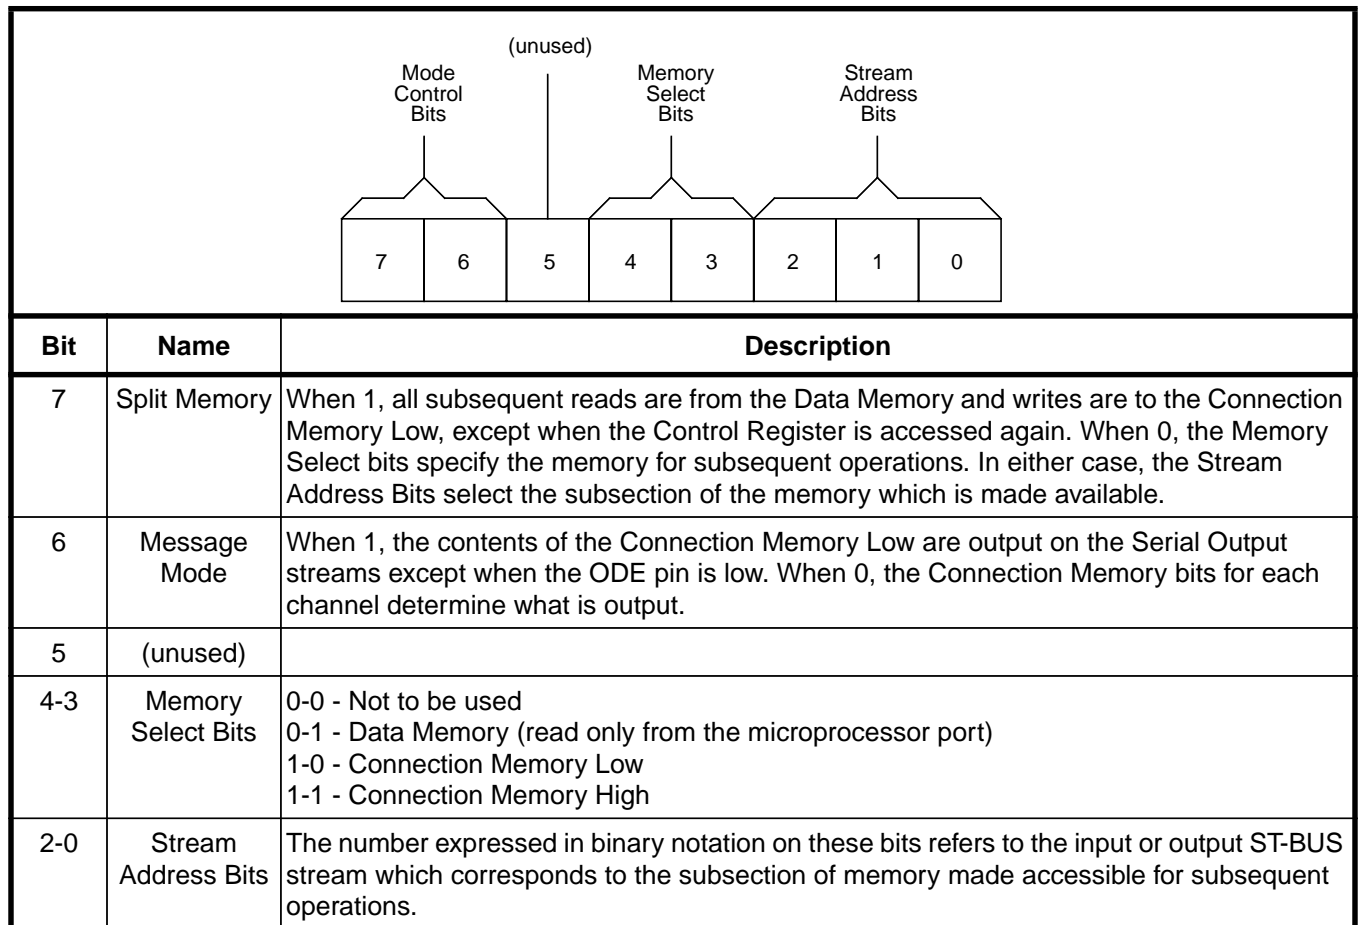 (unused)
Mode
Control
Bits
Memory
Select
Bits
Stream
Address
Bits
7 6 5 4 3 2 1 0
Bit Name Description
7 Split Memory When 1, all subsequent reads are from the Data Memory and writes are to the Connection
Memory Low, except when the Control Register is accessed again. When 0, the Memory
Select bits specify the memory for subsequent operations. In either case, the Stream
Address Bits select the subsection of the memory which is made available.
6 Message
Mode
When 1, the contents of the Connection Memory Low are output on the Serial Output
streams except when the ODE pin is low. When 0, the Connection Memory bits for each
channel determine what is output.
5 (unused)
4-3 Memory
Select Bits
0-0 - Not to be used
0-1 - Data Memory (read only from the microprocessor port)
1-0 - Connection Memory Low
1-1 - Connection Memory High
2-0 Stream
Address Bits
The number expressed in binary notation on these bits refers to the input or output ST-BUS
stream which corresponds to the subsection of memory made accessible for subsequent
operations.